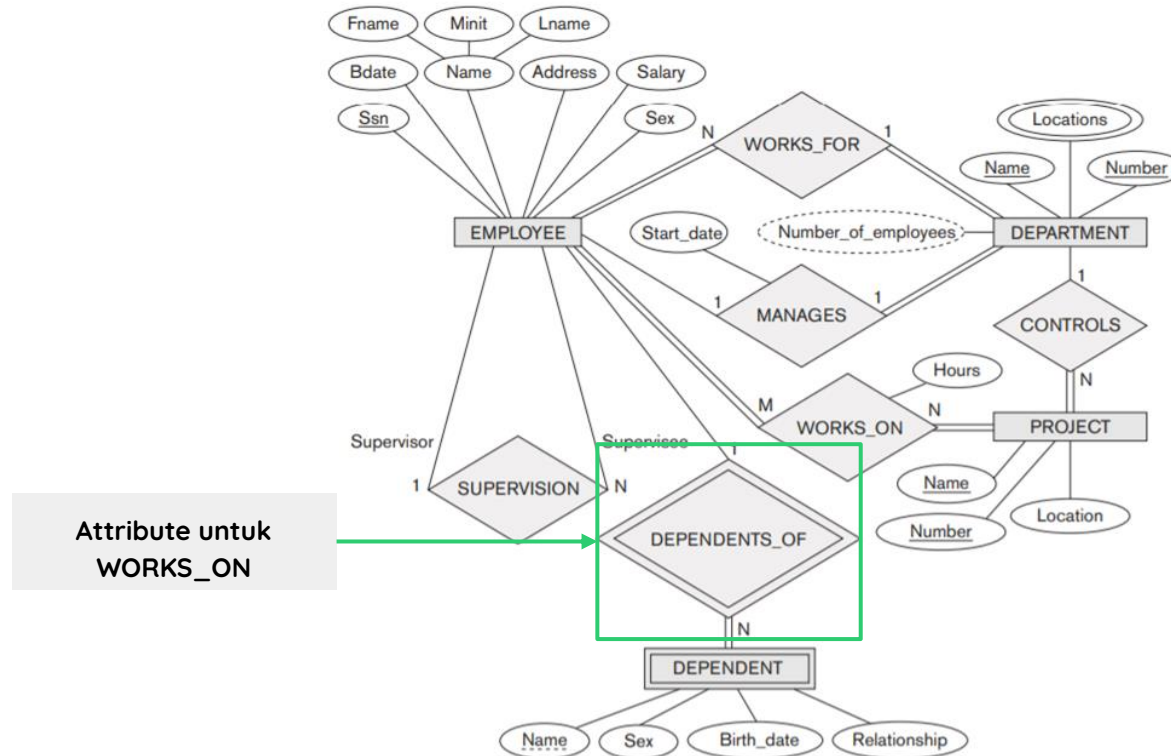 Fname
Minit
Lname
Bdate
Name
Address
Salary
Ssn
Sex
N
WORKS_FOR
1
Locations
Name
Number
EMPLOYEE
Start_date
Number_of_employees
DEPARTMENT
1
MANAGES
1
1
CONTROLS
N
Hours
M
WORKS_ON
N
PROJECT
Supervisor
Supervisee
1
1
SUPERVISION
N
Name
Number
Location
Attribute untuk
WORKS_ON
DEPENDENTS_OF
N
DEPENDENT
Name
Sex
Birth_date
Relationship